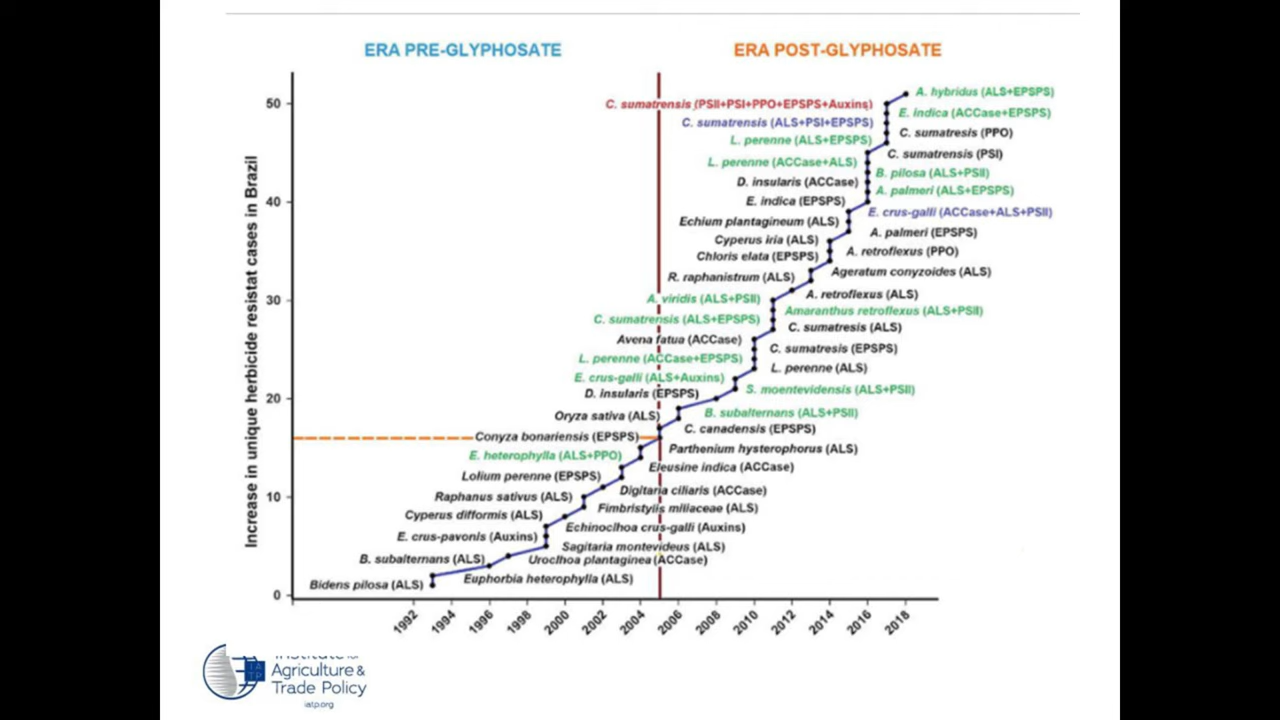 ERA PRE-GLYPHOSATE
ERA POST-GLYPHOSATE
Increase in unique herbicide resistat cases in Brazil
50
40
30
20
10
0
A. hybridus (ALS+EPSPS)
C. sumatrensis (PSII+PSI+PPO+EPSPS+Auxins)
E. indica (ACCase+EPSPS)
C. sumatrensis (ALS+PSI+EPSPS)
C. sumatresis (PPO)
L. perenne (ALS+EPSPS)
C. sumatrensis (PSI)
L. perenne (ACCase+ALS)
B. pilosa (ALS+PSII)
D. insularis (ACCase)
A. palmeri (ALS+EPSPS)
E. indica (EPSPS)
E. crus-galli (ACCase+ALS+PSII)
Echium plantagineum (ALS)
A. palmeri (EPSPS)
Cyperus iria (ALS)
A. retroflexus (PPO)
Chloris elata (EPSPS)
Ageratum conyzoides (ALS)
R. raphanistrum (ALS)
A. retroflexus (ALS)
A. viridis (ALS+PSII)
Amaranthus retroflexus (ALS+PSII)
C. sumatrensis (ALS+EPSPS)
C. sumatresis (ALS)
Avena fatua (ACCase)
C. sumatresis (EPSPS)
L. perenne (ACCase+EPSPS)
L. perenne (ALS)
E. crus-galli (ALS+Auxins)
S. moentevidensis (ALS+PSII)
D. insularis (EPSPS)
B. subalternans (ALS+PSII)
Oryza sativa (ALS)
C. canadensis (EPSPS)
Conyza bonariensis (EPSPS)
Parthenium hysterophorus (ALS)
E. heterophylla (ALS+PPO)
Eleusine indica (ACCase)
Lolium perenne (EPSPS)
Digitaria ciliaris (ACCase)
Raphanus sativus (ALS)
Fimbristylis miliaceae (ALS)
Cyperus difformis (ALS)
Echinoclhoa crus-galli (Auxins)
E. crus-pavonis (Auxins)
Sagitaria montevideus (ALS)
B. subalternans (ALS)
Uroclhoa plantaginea (ACCase)
Euphorbia heterophylla (ALS)
Bidens pilosa (ALS)
1992
1994
1996
1998
2000
2002
2004
2006
2008
2010
2012
2014
2016
2018
IA
TP
Institute for
Agriculture &
Trade Policy
iatp.org